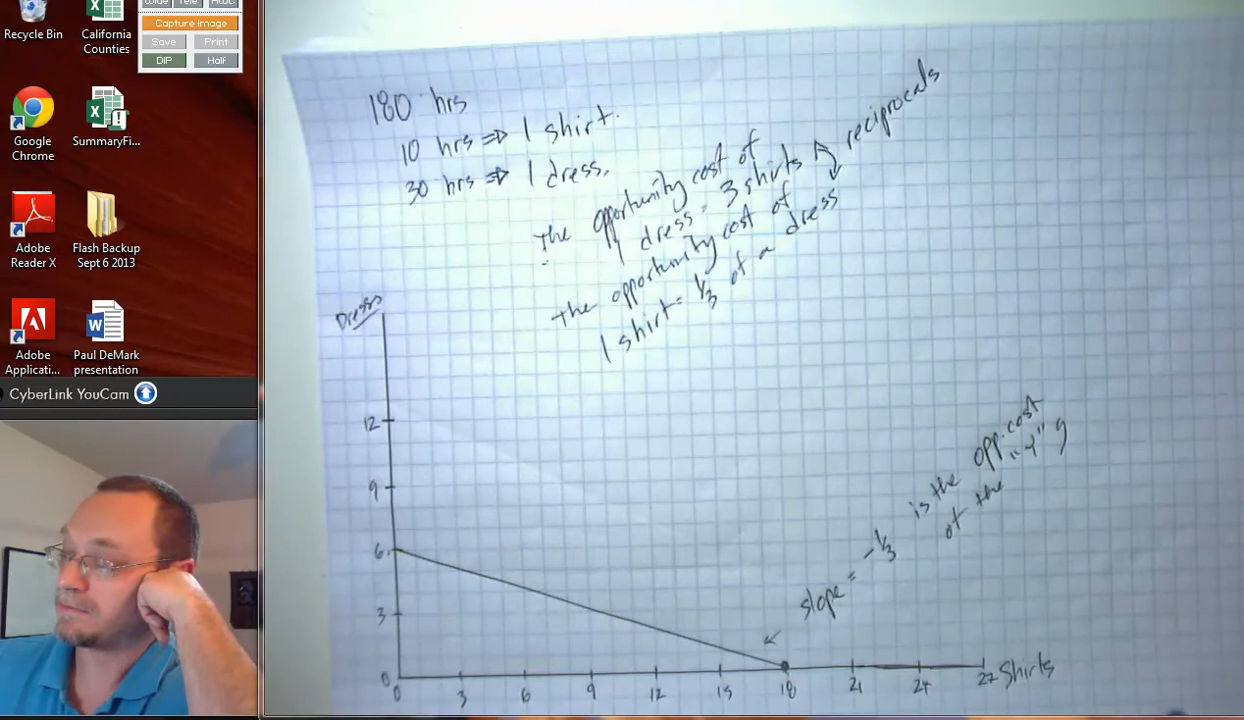 Recycle Bin
California Counties
Wide Tele HWC
Capture Image
Save Print
DIP Half
Google Chrome
SummaryFi...
Adobe Reader X
Flash Backup Sept 6 2013
Adobe Applicati...
Paul DeMark presentation
CyberLink YouCam
180 hrs
10 hrs ⇒ 1 shirt.
30 hrs ⇒ 1 dress.
the opportunity cost of
1 dress = 3 shirts
reciprocals
the opportunity cost of
1 shirt = 1/3 of a dress
Dresses
12
9
6
3
0
0 3 6 9 12 15 18 21 24 27 Shirts
slope = -1/3 is the opp. cost
of the g